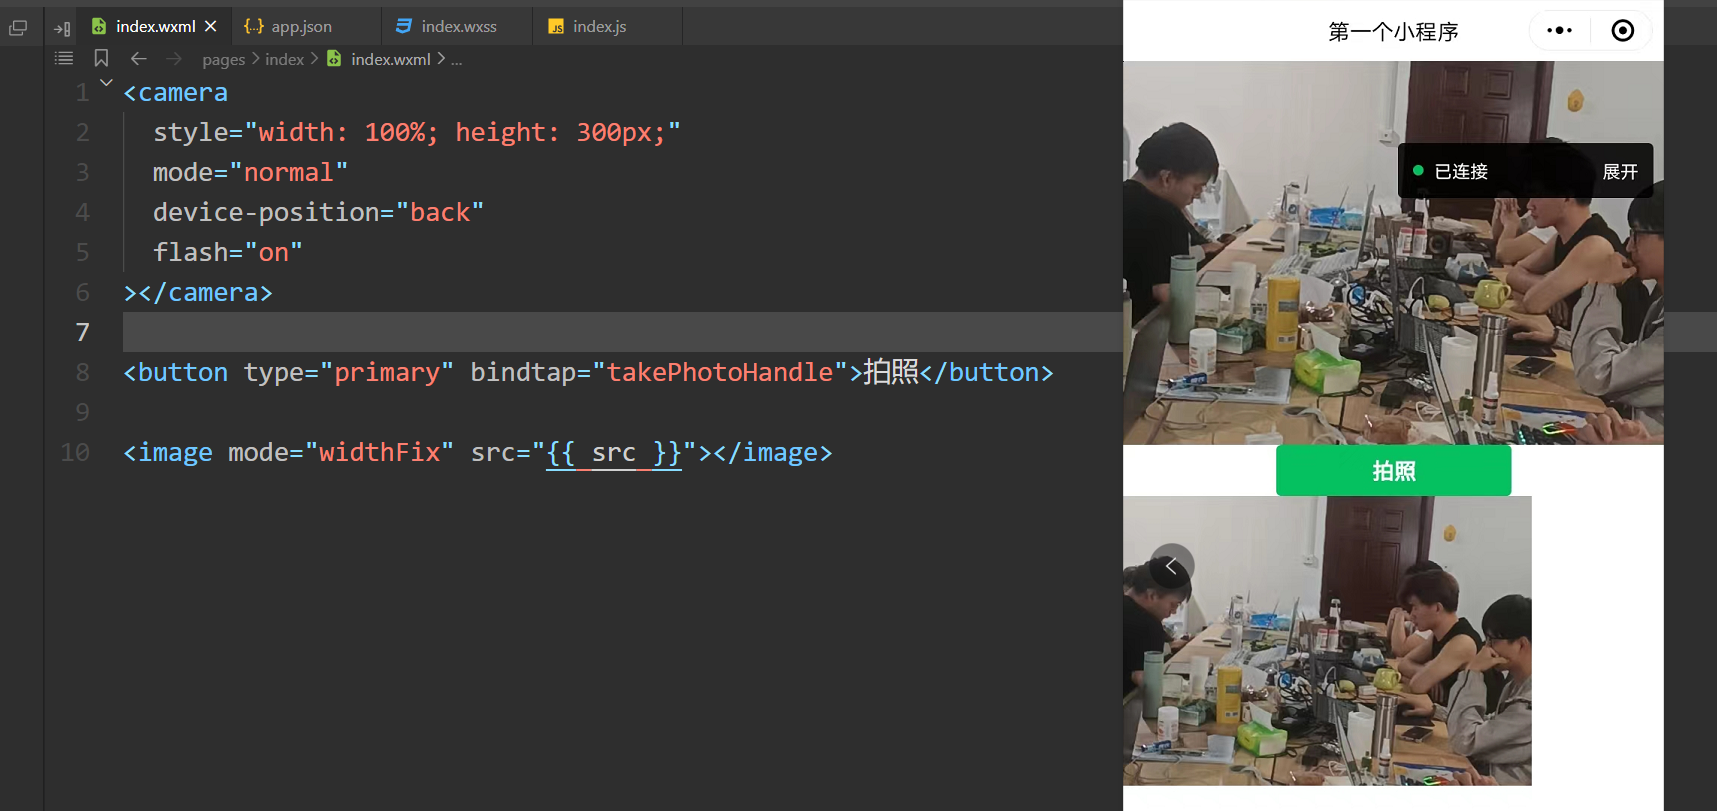 index.wxml
app.json
index.wxss
index.js
pages > index > index.wxml > ...
1 <camera
2 style="width: 100%; height: 300px;"
3 mode="normal"
4 device-position="back"
5 flash="on"
6 ></camera>
7
8 <button type="primary" bindtap="takePhotoHandle">拍照</button>
9
10 <image mode="widthFix" src="{{ src }}"></image>
第一个小程序
已连接 展开
拍照